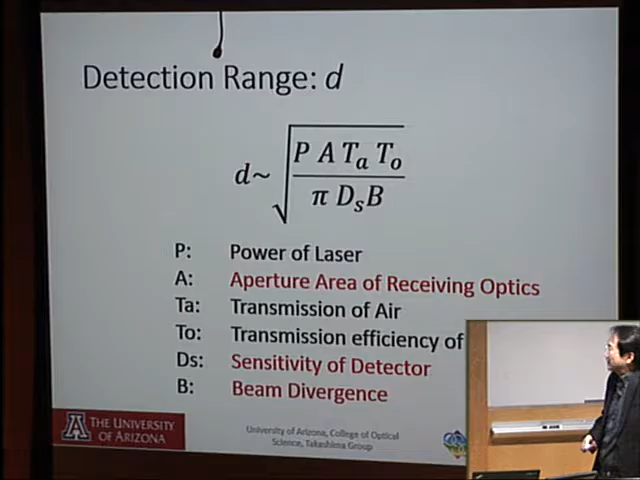 Detection Range: d
d~ √(P A Tₐ Tₒ / π Dₛ B)
P: Power of Laser
A: Aperture Area of Receiving Optics
Ta: Transmission of Air
To: Transmission efficiency of
Ds: Sensitivity of Detector
B: Beam Divergence
THE UNIVERSITY
OF ARIZONA
University of Arizona, College of Optical
Science, Takashima Group